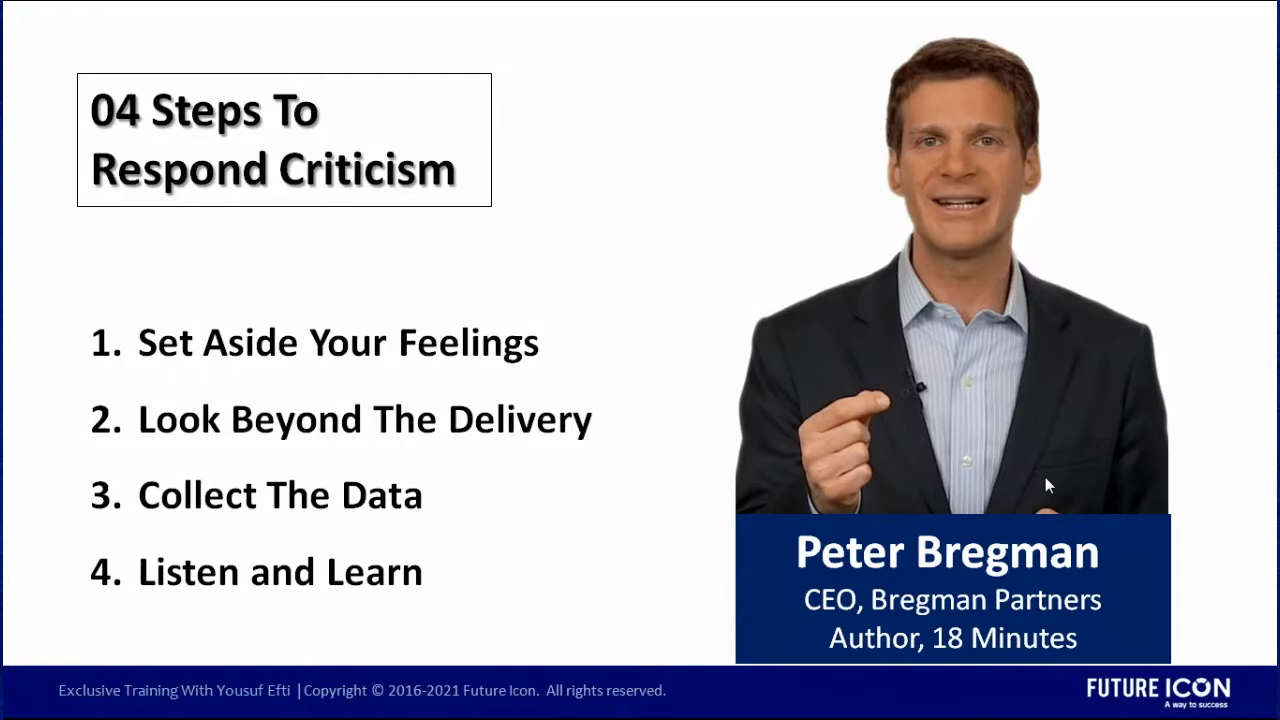 04 Steps To
Respond Criticism
1. Set Aside Your Feelings
2. Look Beyond The Delivery
3. Collect The Data
4. Listen and Learn
Peter Bregman
CEO, Bregman Partners
Author, 18 Minutes
Exclusive Training With Yousuf Efti |Copyright © 2016-2021 Future Icon. All rights reserved.
FUTURE ICON
A way to success